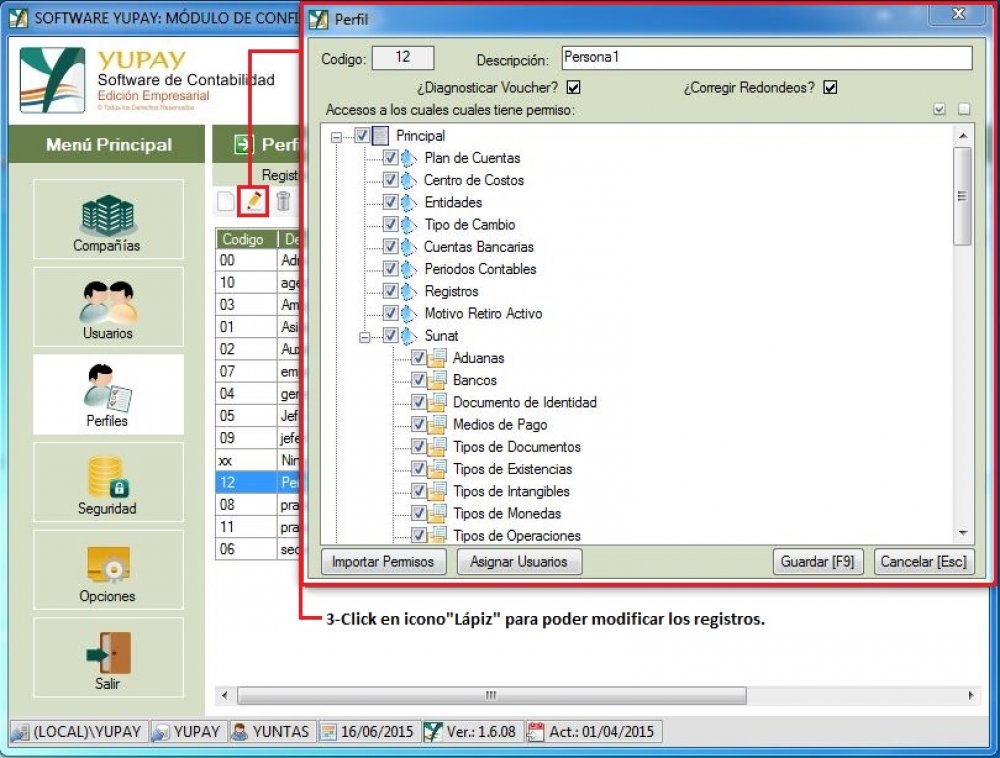 SOFTWARE YUPAY: MÓDULO DE CONFI
Perfil
YUPAY
Software de Contabilidad
Edición Empresarial
© Todos los Derechos Reservados
Codigo: 12 Descripción: Persona1
¿Diagnosticar Voucher? ¿Corregir Redondeos?
Accesos a los cuales cuales tiene permiso:
Menú Principal
Compañías
Usuarios
Perfiles
Seguridad
Opciones
Salir
Perf
Regist
Codigo De
00 Adr
10 age
03 Am
01 Asi
02 Aux
07 em
04 ger
05 Jef
09 jefe
xx Nin
12 Per
08 pra
11 pra
06 sec
Principal
Plan de Cuentas
Centro de Costos
Entidades
Tipo de Cambio
Cuentas Bancarias
Periodos Contables
Registros
Motivo Retiro Activo
Sunat
Aduanas
Bancos
Documento de Identidad
Medios de Pago
Tipos de Documentos
Tipos de Existencias
Tipos de Intangibles
Tipos de Monedas
Tipos de Operaciones
Importar Permisos Asignar Usuarios Guardar [F9] Cancelar [Esc]
3-Click en icono"Lápiz" para poder modificar los registros.
(LOCAL)\YUPAY YUPAY YUNTAS 16/06/2015 Ver.: 1.6.08 Act.: 01/04/2015